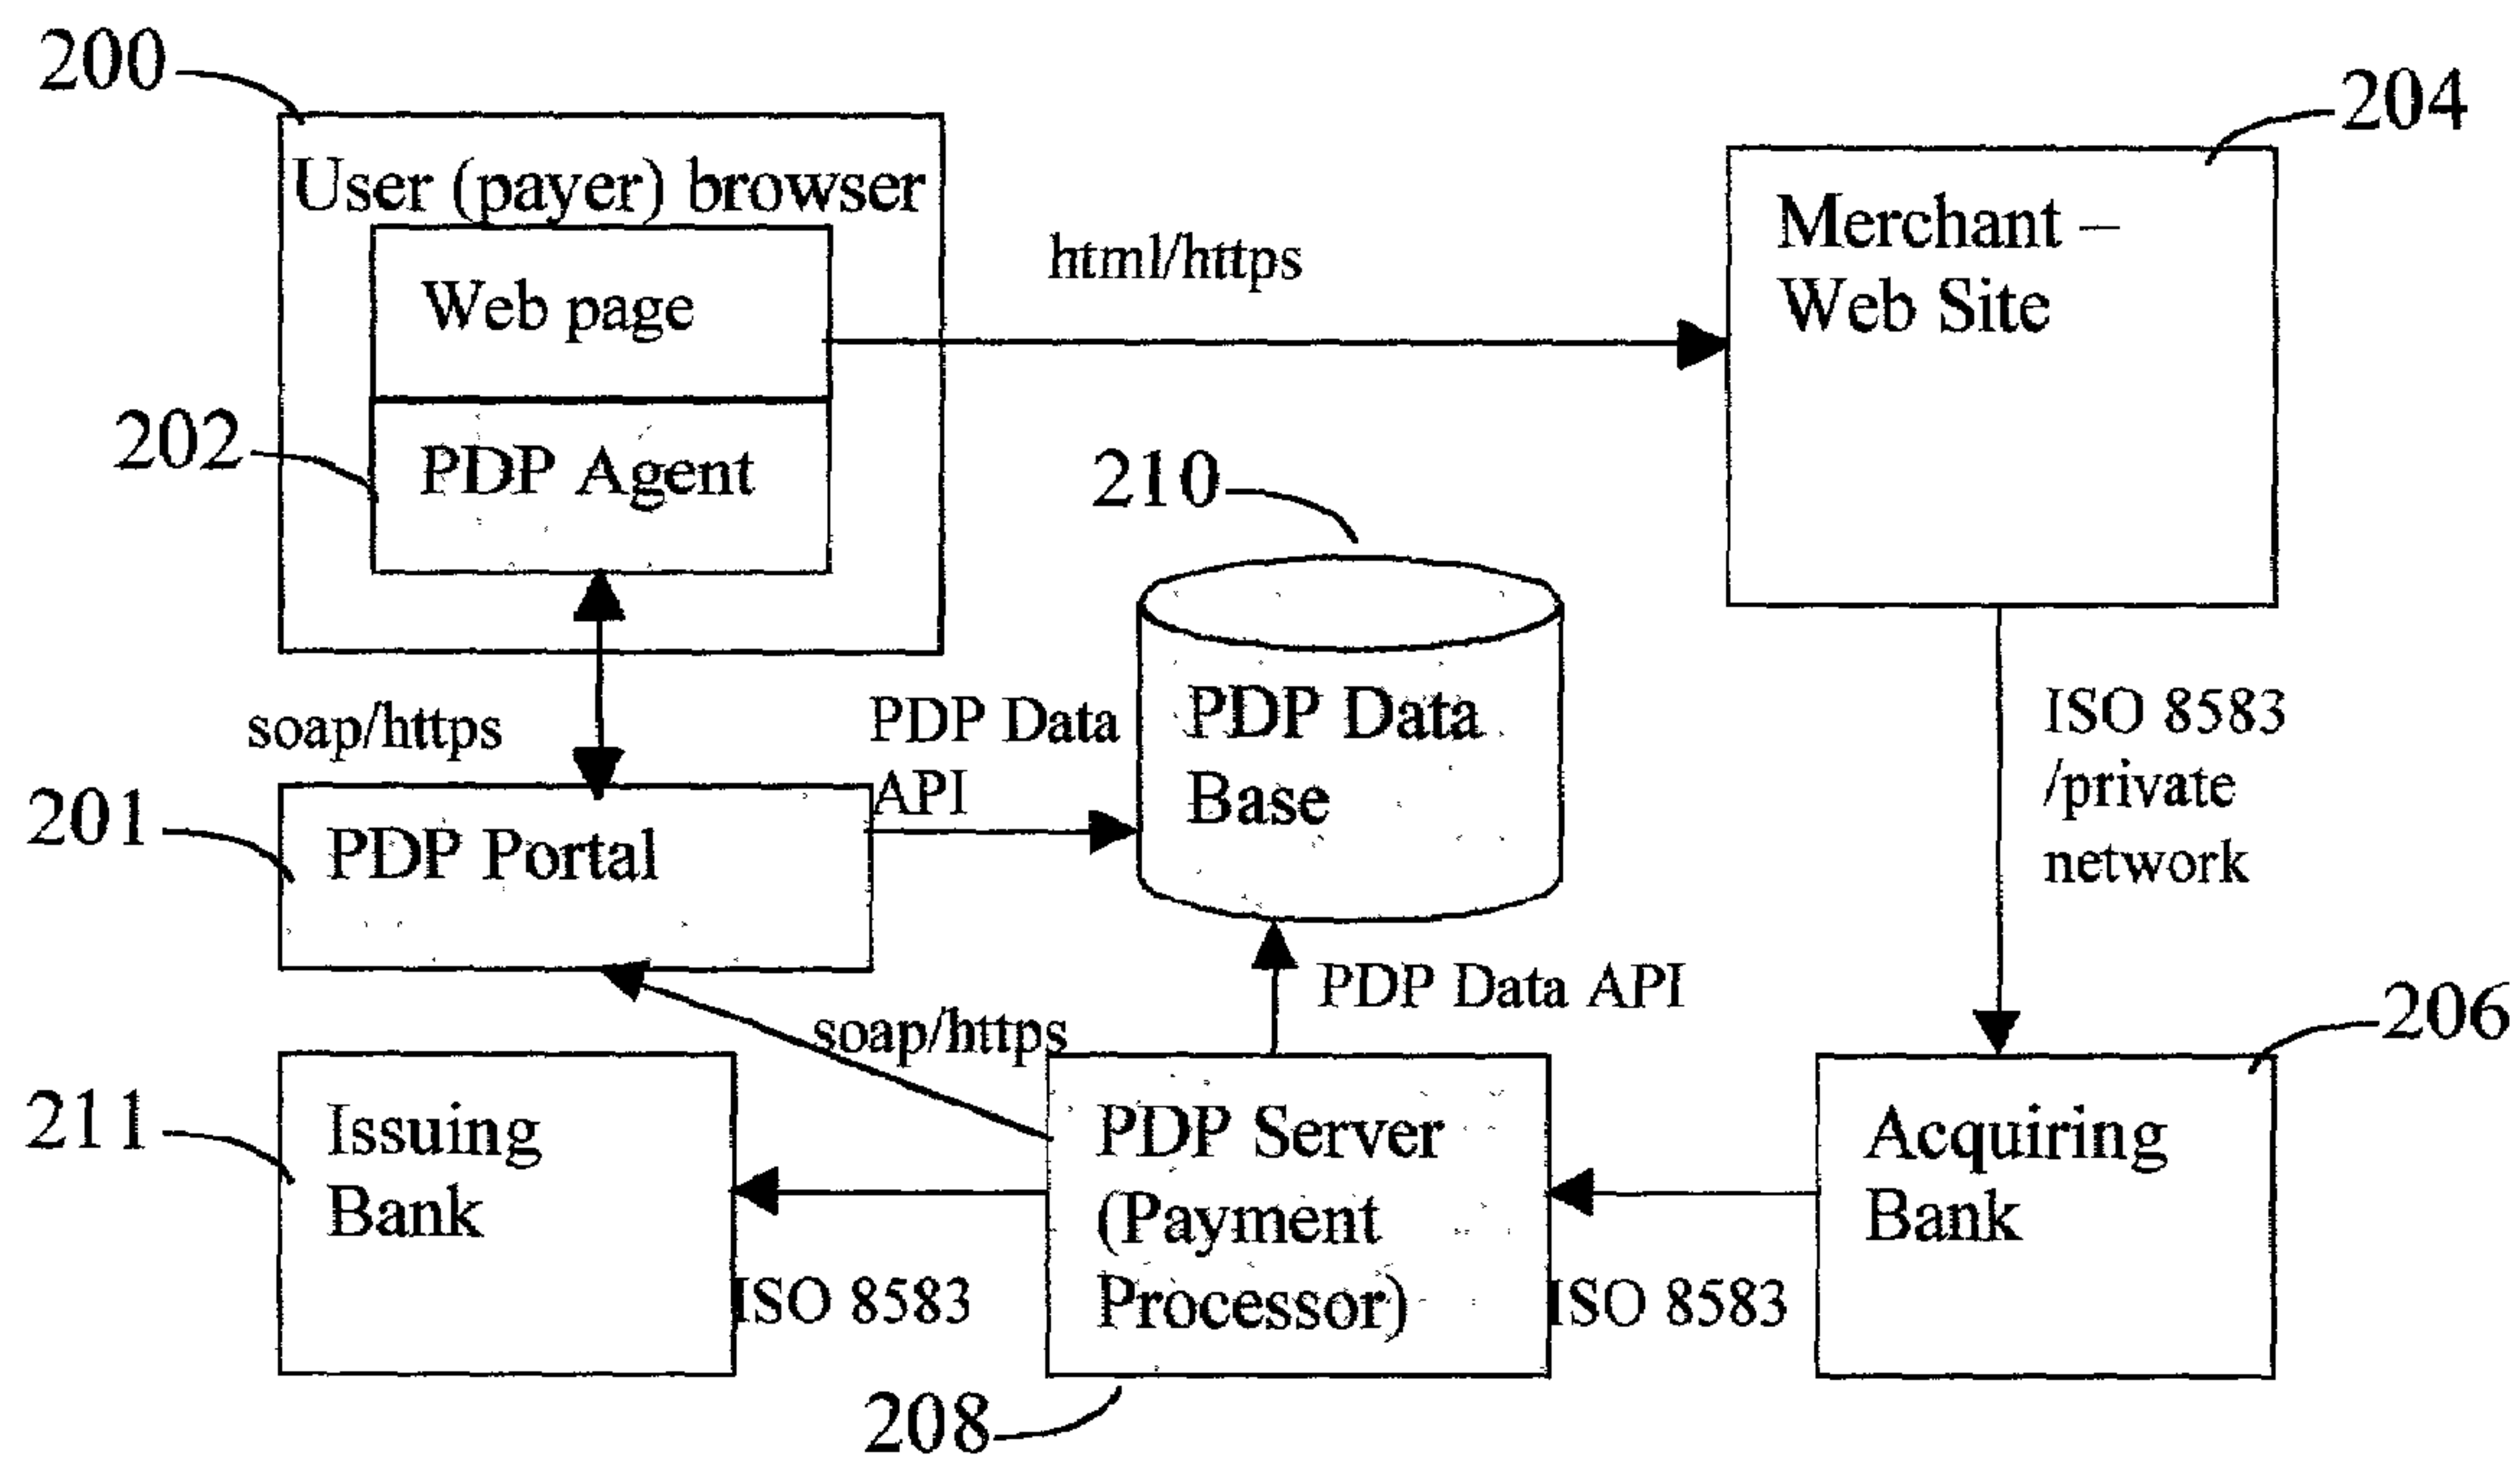 200
204
User (payer) browser
Merchant –
Web Site
html/https
Web page
202
PDP Agent
210
soap/https
PDP Data
API
PDP Data
Base
ISO 8583
/private
network
201
PDP Portal
PDP Data API
206
soap/https
211
Issuing
Bank
PDP Server
(Payment
Processor)
Acquiring
Bank
ISO 8583
ISO 8583
208